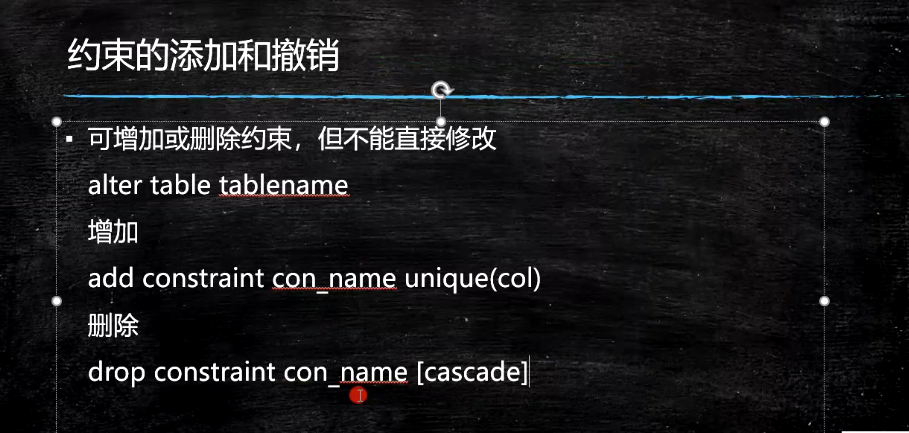 约束的添加和撤销
▪ 可增加或删除约束，但不能直接修改
alter table tablename
增加
add constraint con_name unique(col)
删除
drop constraint con_name [cascade]